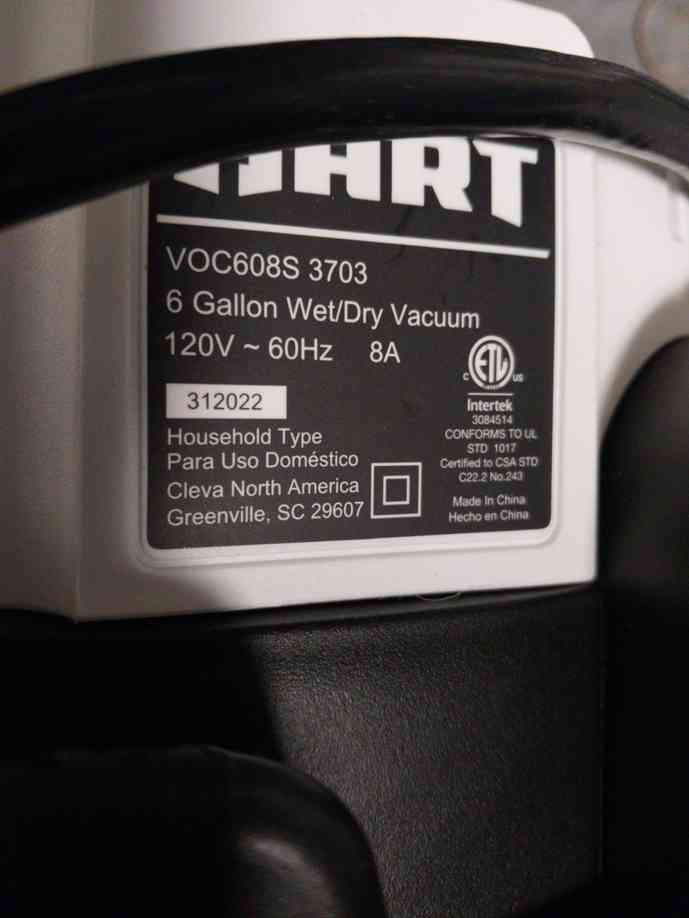 HART
VOC608S 3703
6 Gallon Wet/Dry Vacuum
120V ~ 60Hz 8A
312022
Household Type
Para Uso Doméstico
Cleva North America
Greenville, SC 29607
C ETL US
Intertek
3084514
CONFORMS TO UL
STD 1017
Certified to CSA STD
C22.2 No.243
Made In China
Hecho en China